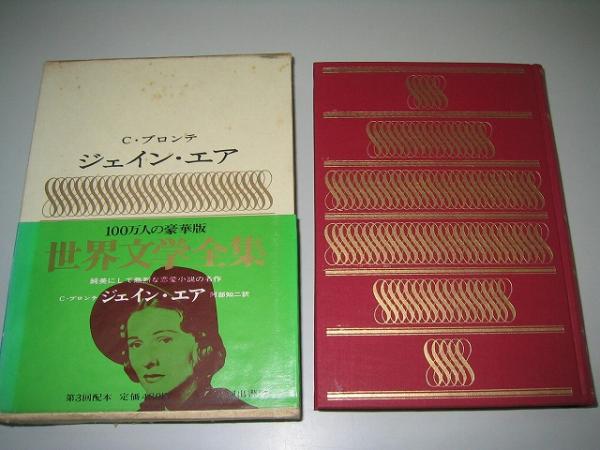 C・ブロンテ
ジェイン・エア
100万人の豪華版
世界文学全集
純美にして熱烈な恋愛小説の名作
C・ブロンテ ジェイン・エア 阿部知二訳
第3回配本 定価